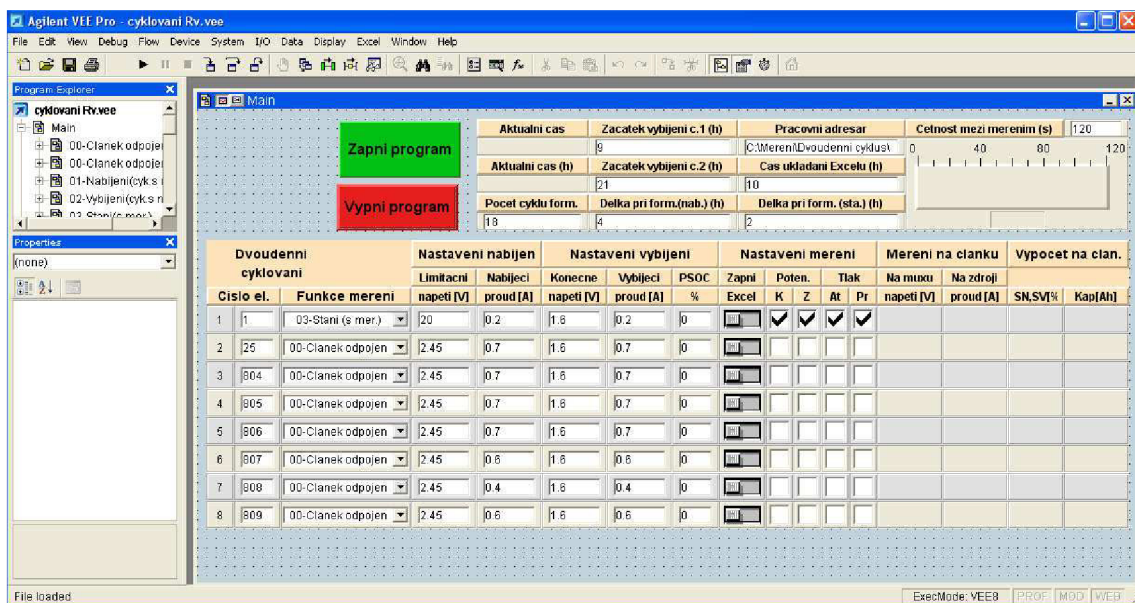 Agilent VEE Pro - cyklovani Rv.vee
File Edit View Debug Flow Device System I/O Data Display Excel Window Help
Program Explorer
cyklovani Rv.vee
Main
00-Clanek odpojer
00-Clanek odpojer
01-Nabijeni(cyk.s
02-Vybijeni(cyk.s n
03-Stani(s mer.)
Properties
(none)
Main
Zapni program
Vypni program
Aktualni cas Zacatek vybijeni c.1 (h) Pracovni adresar Cetnost mezi merenim (s) 120
9 C:\Mereni\Dvoudenni cyklus\ 0 40 80 120
Aktualni cas (h) Zacatek vybijeni c.2 (h) Cas ukladani Excelu (h)
21 10
Pocet cyklu form. Delka pri form.(nab.) (h) Delka pri form. (sta.) (h)
18 4 2
Dvoudenni Nastaveni nabijen Nastaveni vybijeni Nastaveni mereni Mereni na clanku Vypocet na clan.
cyklovani Limitacni Nabijeci Konecne Vybijeci PSOC Zapni Poten. Tlak Na muxu Na zdroji
Cislo el. Funkce mereni napeti [V] proud [A] napeti [V] proud [A] % Excel K Z At Pr napeti [V] proud [A] SN,SV[% Kap[Ah]
1 1 03-Stani (s mer.) 20 0.2 1.6 0.2 0
2 25 00-Clanek odpojen 2.45 0.7 1.6 0.7 0
3 804 00-Clanek odpojen 2.45 0.7 1.6 0.7 0
4 805 00-Clanek odpojen 2.45 0.7 1.6 0.7 0
5 806 00-Clanek odpojen 2.45 0.7 1.6 0.7 0
6 807 00-Clanek odpojen 2.45 0.6 1.6 0.6 0
7 808 00-Clanek odpojen 2.45 0.4 1.6 0.4 0
8 809 00-Clanek odpojen 2.45 0.6 1.6 0.6 0
File loaded ExecMode: VEE8 PROF MOD WEB